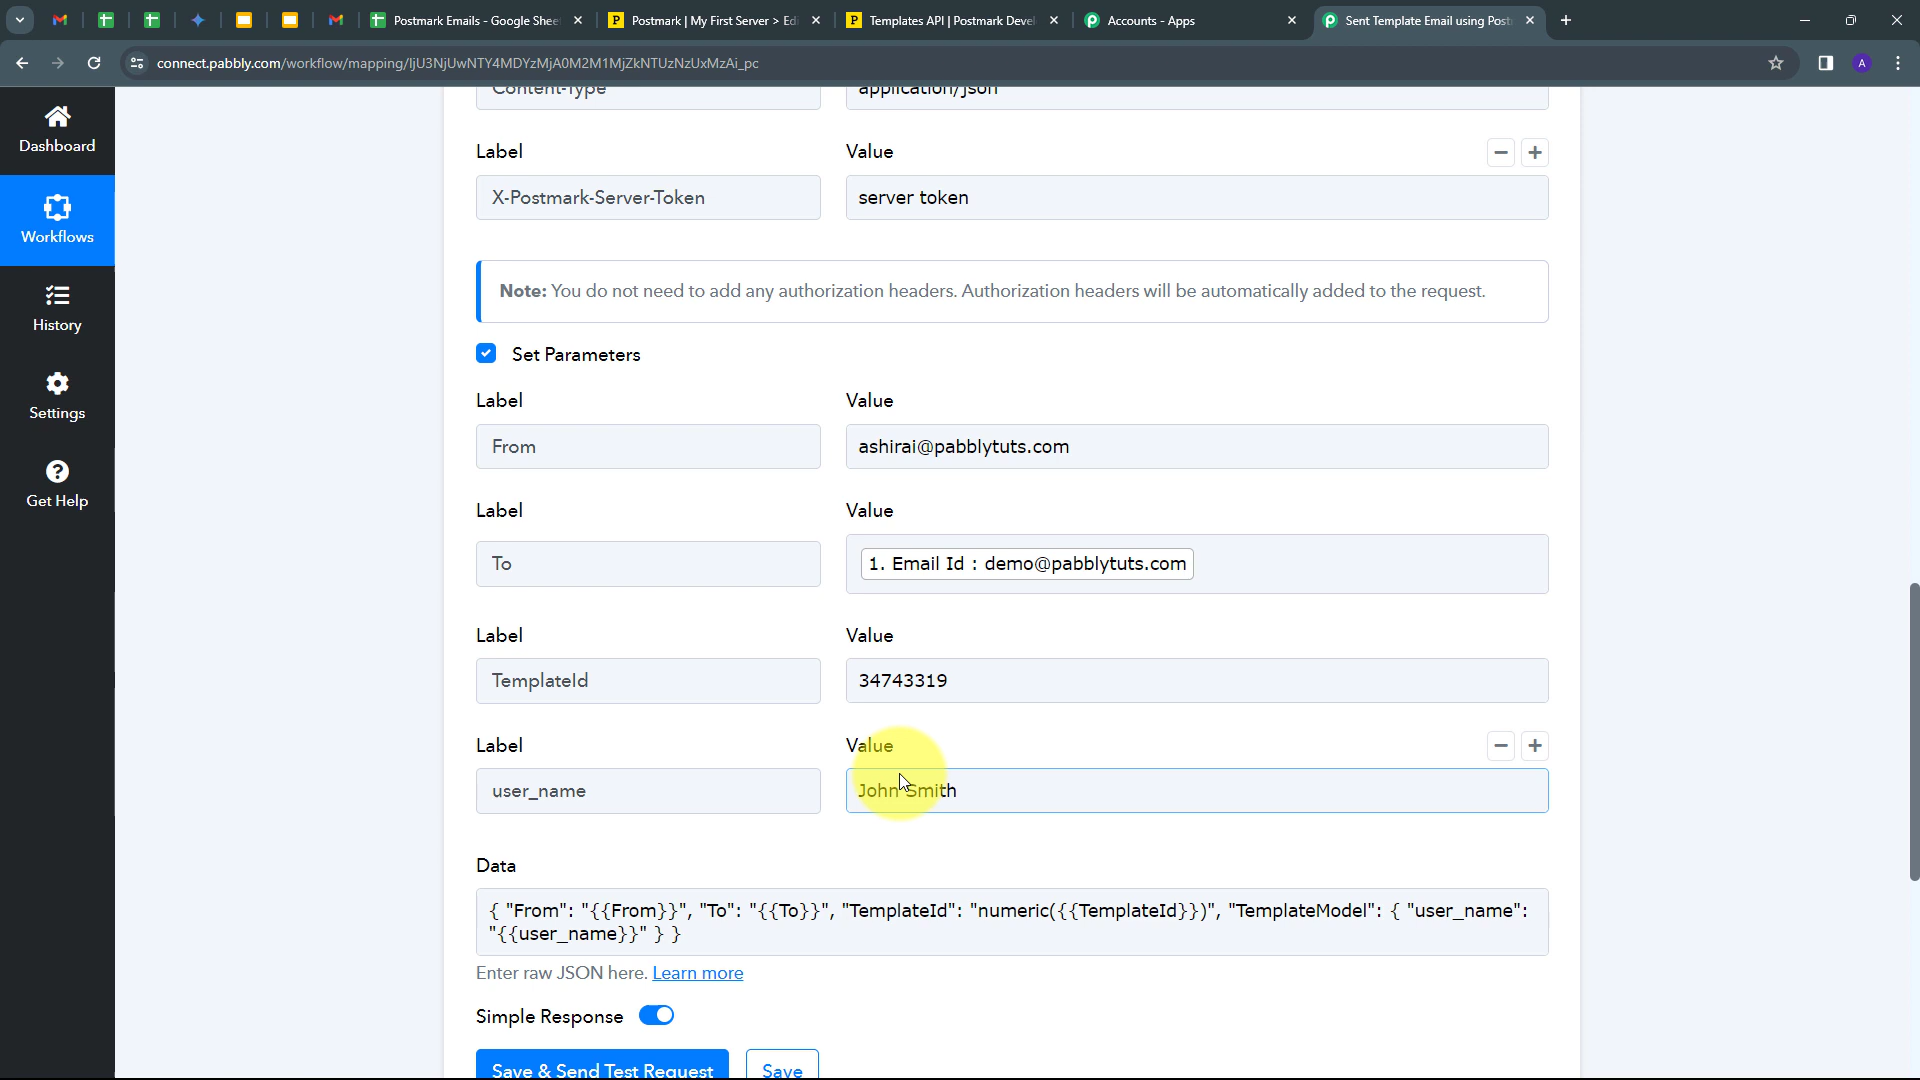 Postmark Emails - Google Shee
Postmark | My First Server > Ed
Templates API | Postmark Devel
Accounts - Apps
Sent Template Email using Post
connect.pabbly.com/workflow/mapping/IjU3NjUwNTY4MDYzMjA0M2M1MjZkNTUzNzUxMzAi_pc
A
Content-Type
application/json
Dashboard
Label
Value
X-Postmark-Server-Token
server token
Workflows
Note: You do not need to add any authorization headers. Authorization headers will be automatically added to the request.
History
Set Parameters
Label
Value
Settings
From
ashirai@pabblytuts.com
Get Help
Label
Value
To
1. Email Id : demo@pabblytuts.com
Label
Value
TemplateId
34743319
Label
Value
user_name
John Smith
Data
{ "From": "{{From}}", "To": "{{To}}", "TemplateId": "numeric({{TemplateId}})", "TemplateModel": { "user_name":
"{{user_name}}" } }
Enter raw JSON here. Learn more
Simple Response
Save & Send Test Request
Save